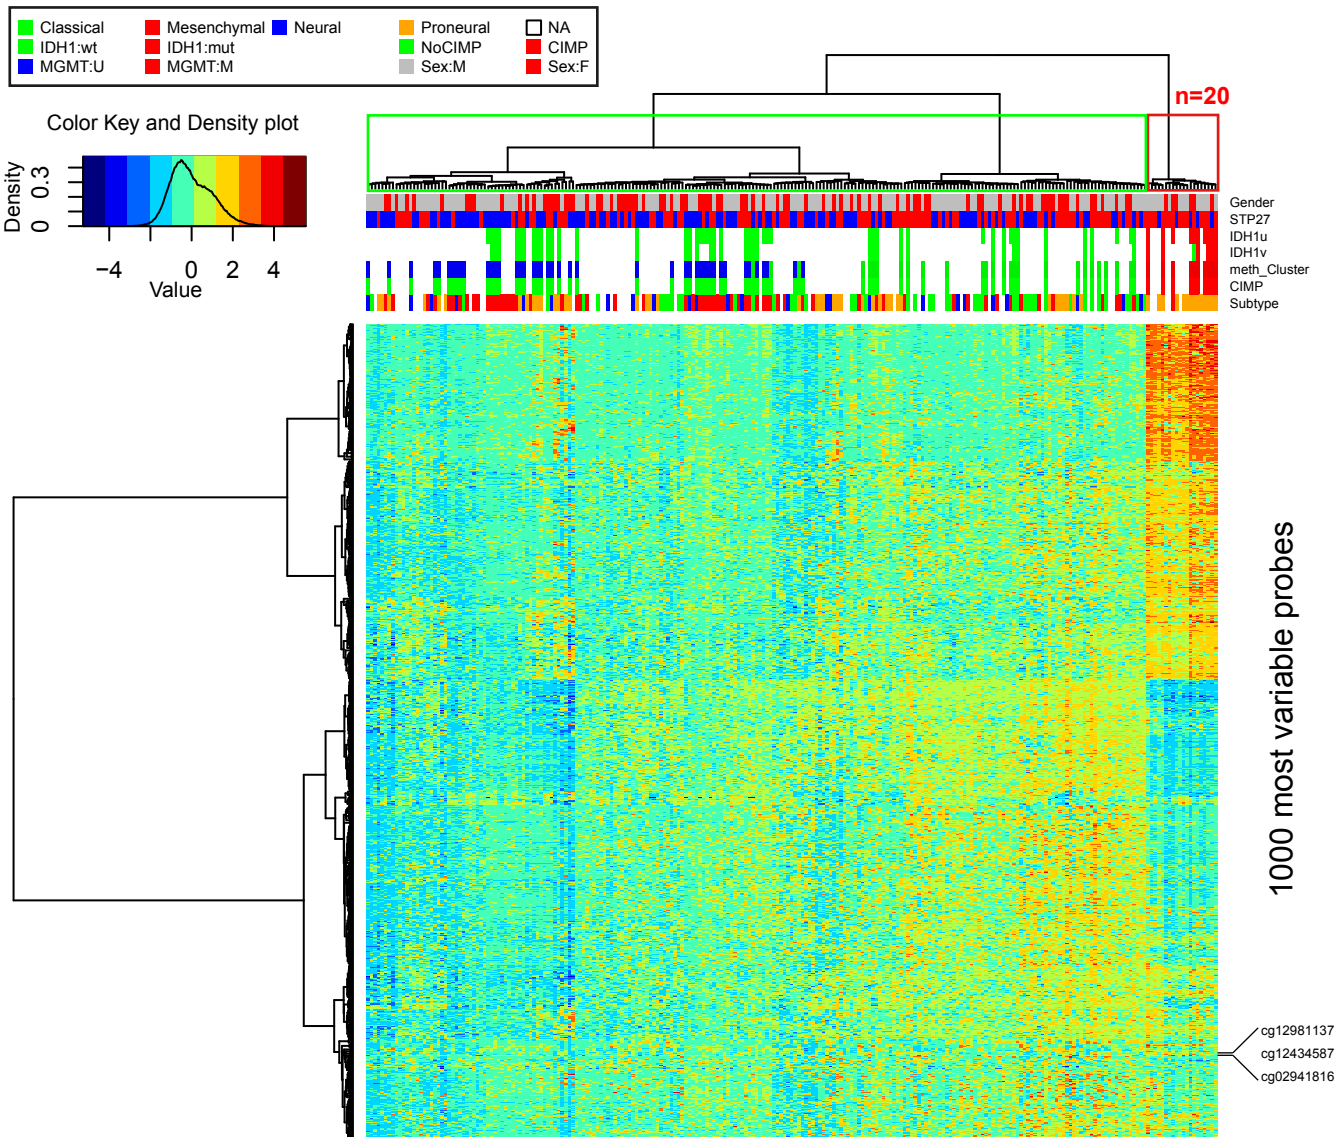 Classical Mesenchymal Neural Proneural NA
IDH1:wt IDH1:mut NoCIMP CIMP
MGMT:U MGMT:M Sex:M Sex:F
n=20
Color Key and Density plot
Density
0 0.3
−4 0 2 4
Value
Gender
STP27
IDH1u
IDH1v
meth_Cluster
CIMP
Subtype
1000 most variable probes
cg12981137
cg12434587
cg02941816